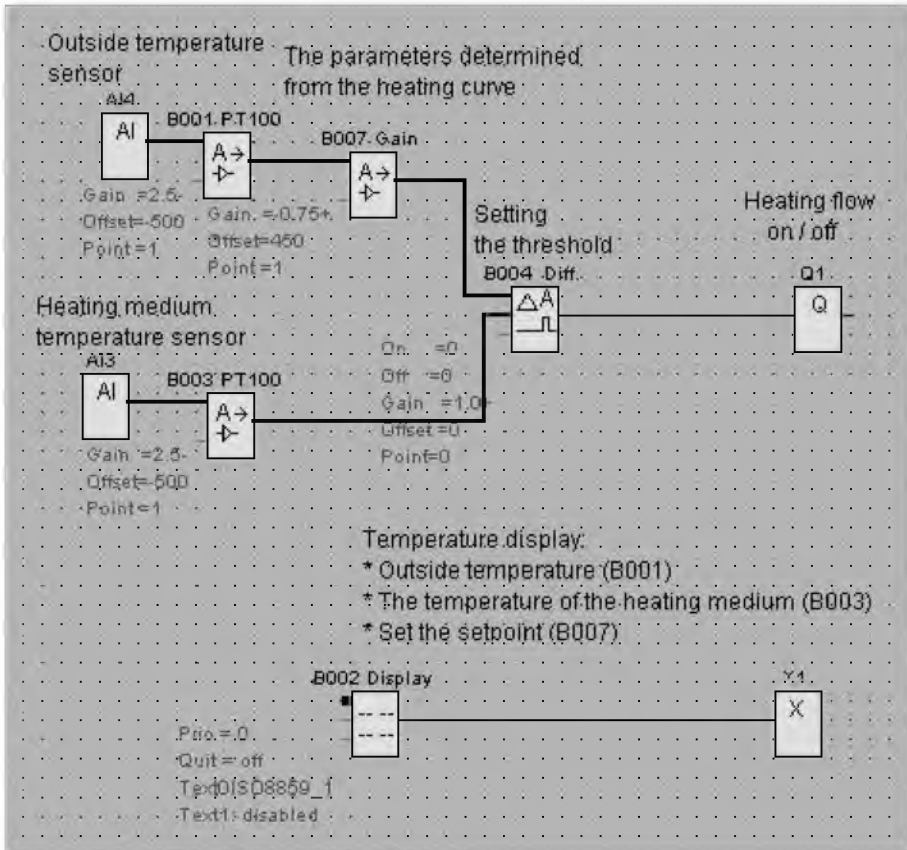 Outside temperature
sensor
The parameters determined
from the heating curve
AI4
AI
B001 PT100
A→
B007 Gain
A→
Gain =2.5-
Offset=-500
Point=1
Gain =-0.75+
Offset=450
Point=1
Setting
the threshold
B004 Diff.
△A
Heating flow
on / off
Q1
Q
Heating medium
temperature sensor
AI3
AI
B003 PT100
A→
Gain =2.5-
Offset=-500
Point=1
On =0
Off =0
Gain =1.0+
Offset=0
Point=0
Temperature display:
* Outside temperature (B001)
* The temperature of the heating medium (B003)
* Set the setpoint (B007)
B002 Display
Prio = 0
Quit = off
Text1: disabled
X